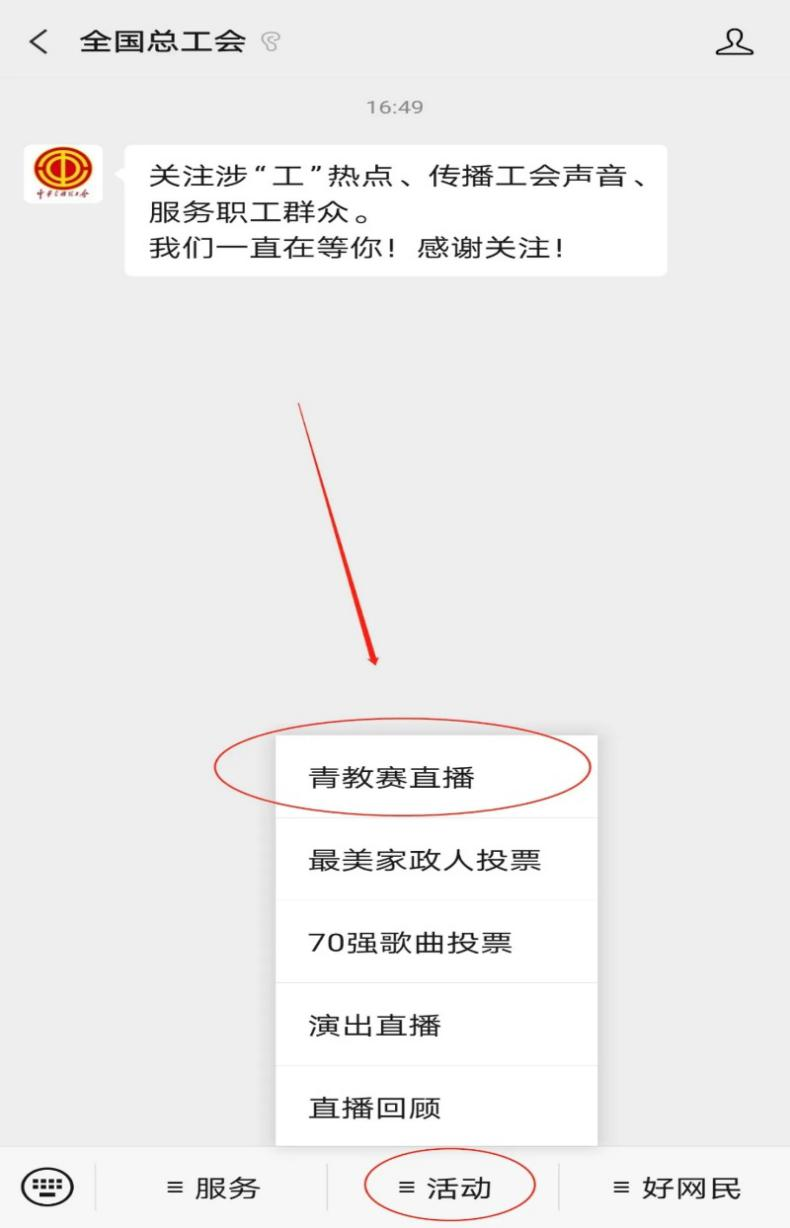 全国总工会
16:49
关注涉“工”热点、传播工会声音、
服务职工群众。
我们一直在等你！感谢关注！
青教赛直播
最美家政人投票
70强歌曲投票
演出直播
直播回顾
≡ 服务
≡ 活动
≡ 好网民